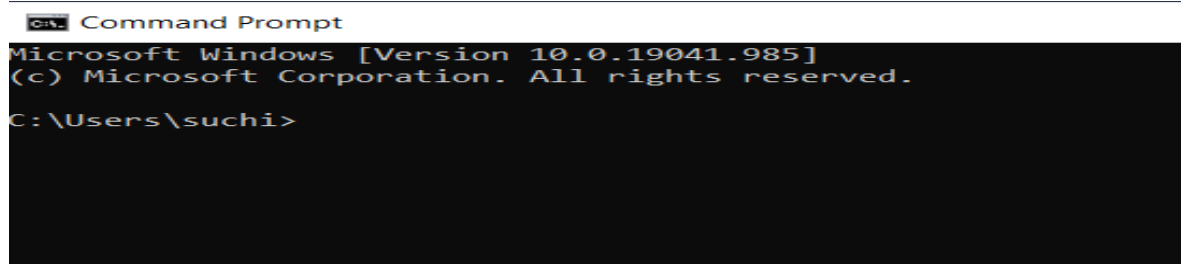 Command Prompt
Microsoft Windows [Version 10.0.19041.985]
(c) Microsoft Corporation. All rights reserved.
C:\Users\suchi>